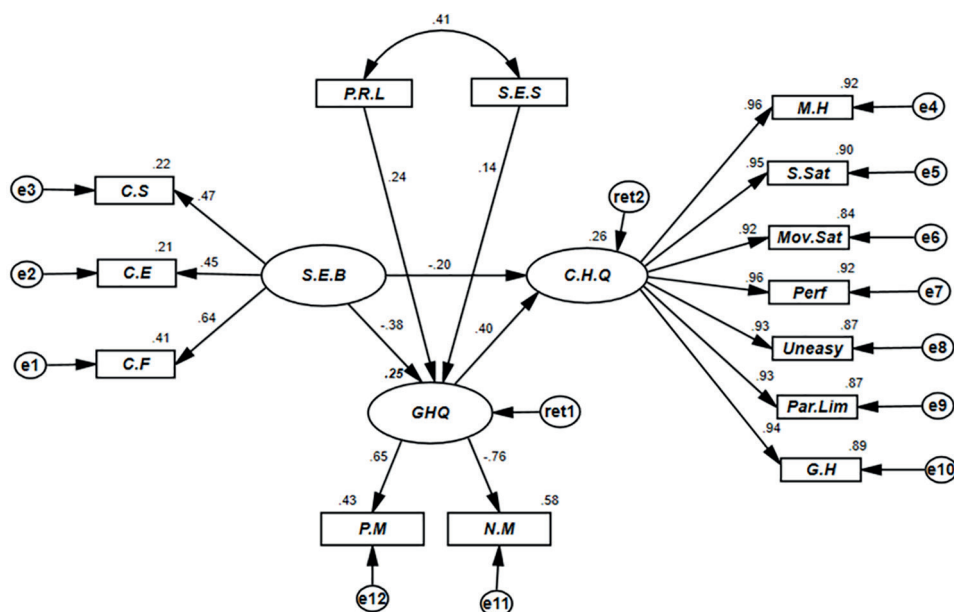 .41
P.R.L
S.E.S
.24
.14
.22
e3
C.S
.47
.21
e2
C.E
.45
.41
e1
C.F
.64
S.E.B
-.20
-.38
.25
GHQ
ret1
.40
.65
-.76
.43
P.M
.58
N.M
e12
e11
ret2
.26
C.H.Q
.96
.92
M.H
e4
.95
.90
S.Sat
e5
.92
.84
Mov.Sat
e6
.96
.92
Perf
e7
.93
.87
Uneasy
e8
.93
.87
Par.Lim
e9
.94
.89
G.H
e10